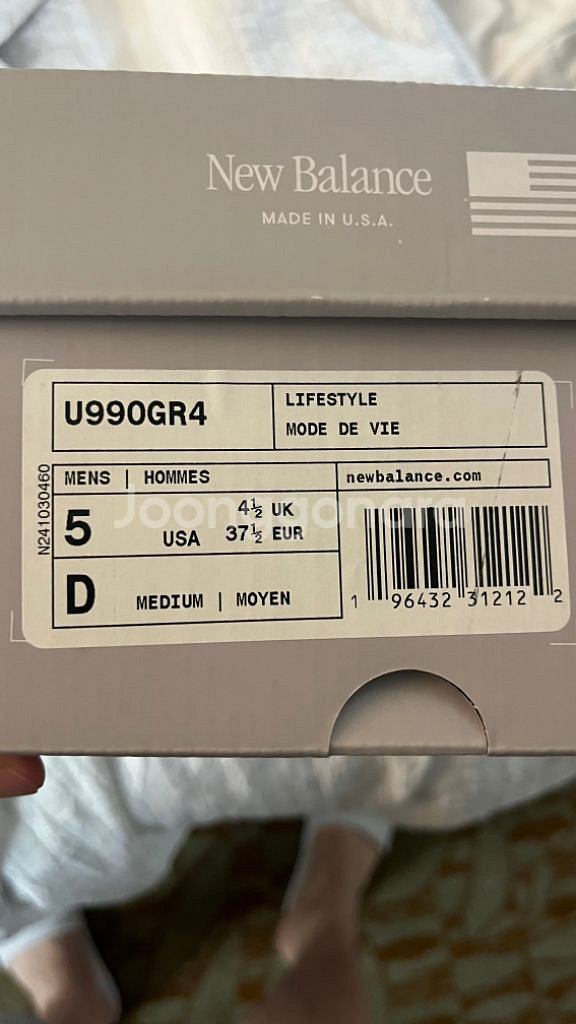 New Balance
MADE IN U.S.A.
U990GR4
LIFESTYLE
MODE DE VIE
N241030460
MENS | HOMMES
newbalance.com
5 USA
4½ UK
37½ EUR
D MEDIUM | MOYEN
1 96432 31212 2
Joonggonara